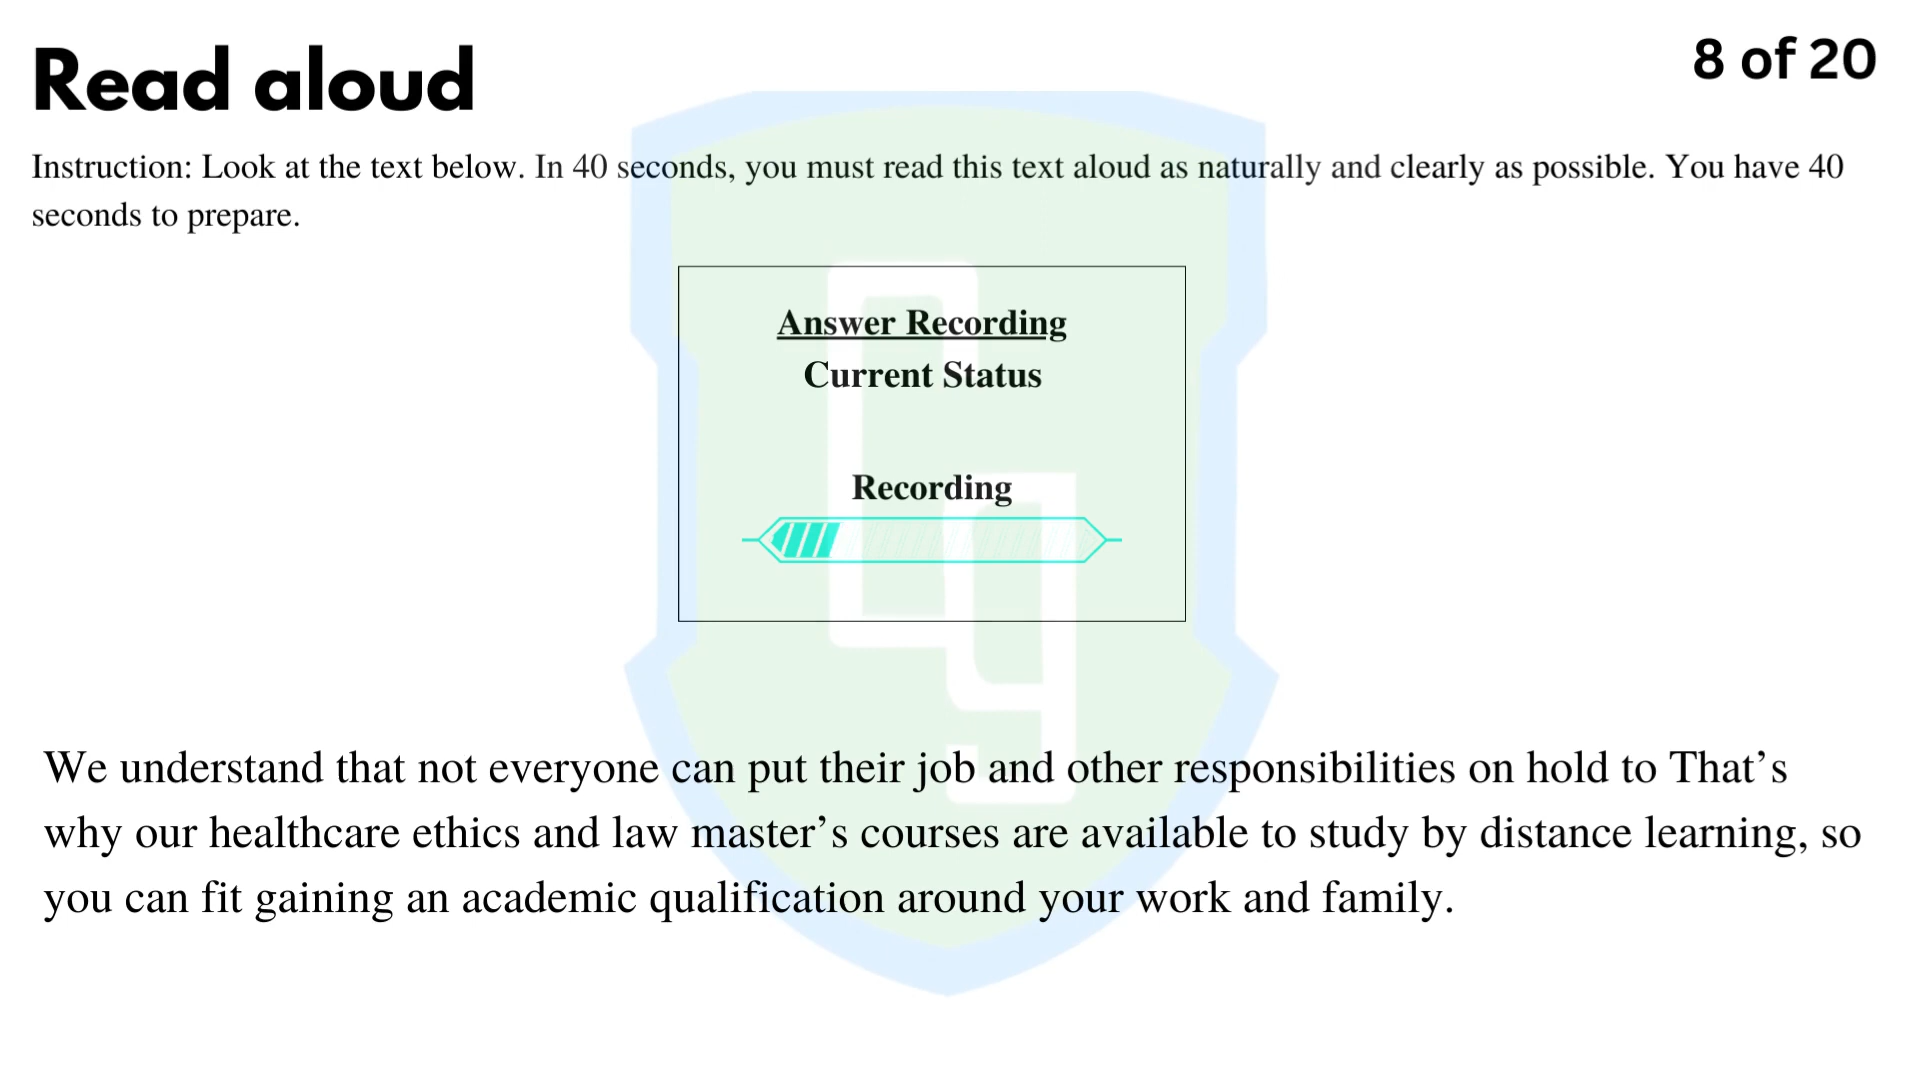 Read aloud
8 of 20
Instruction: Look at the text below. In 40 seconds, you must read this text aloud as naturally and clearly as possible. You have 40
seconds to prepare.
Answer Recording
Current Status
Recording
We understand that not everyone can put their job and other responsibilities on hold to That’s
why our healthcare ethics and law master’s courses are available to study by distance learning, so
you can fit gaining an academic qualification around your work and family.